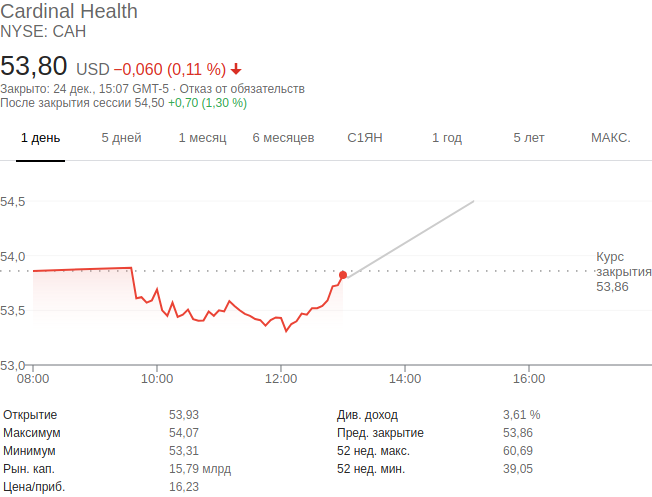 Cardinal Health
NYSE: CAH
53,80 USD −0,060 (0,11 %)
Закрыто: 24 дек., 15:07 GMT-5 · Отказ от обязательств
После закрытия сессии 54,50 +0,70 (1,30 %)
1 день 5 дней 1 месяц 6 месяцев С1ЯН 1 год 5 лет МАКС.
54,5
54,0
Курс
закрытия
53,86
53,5
53,0
08:00 10:00 12:00 14:00 16:00
Открытие 53,93 Див. доход 3,61 %
Максимум 54,07 Пред. закрытие 53,86
Минимум 53,31 52 нед. макс. 60,69
Рын. кап. 15,79 млрд 52 нед. мин. 39,05
Цена/приб. 16,23